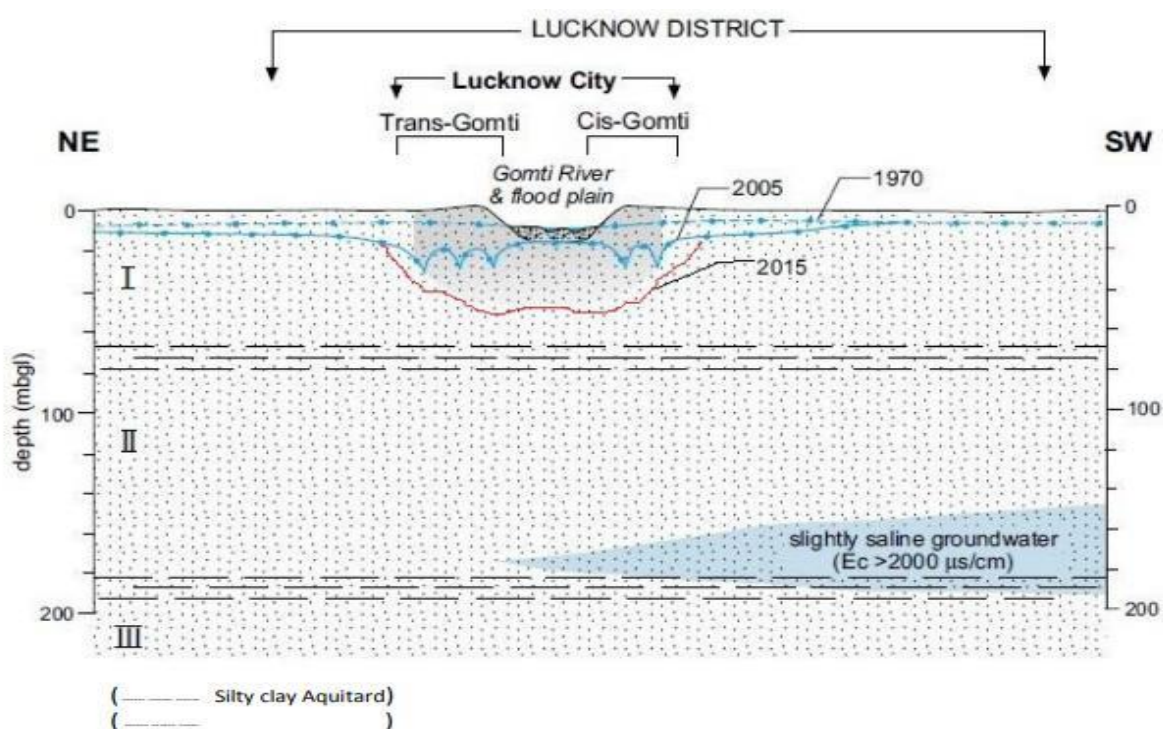 LUCKNOW DISTRICT
Lucknow City
Trans-Gomti
Cis-Gomti
NE
SW
Gomti River
& flood plain
2005
1970
2015
0
0
I
depth (mbgl)
100
100
II
slightly saline groundwater
(Ec >2000 μs/cm)
200
200
III
( Silty clay Aquitard)
( )